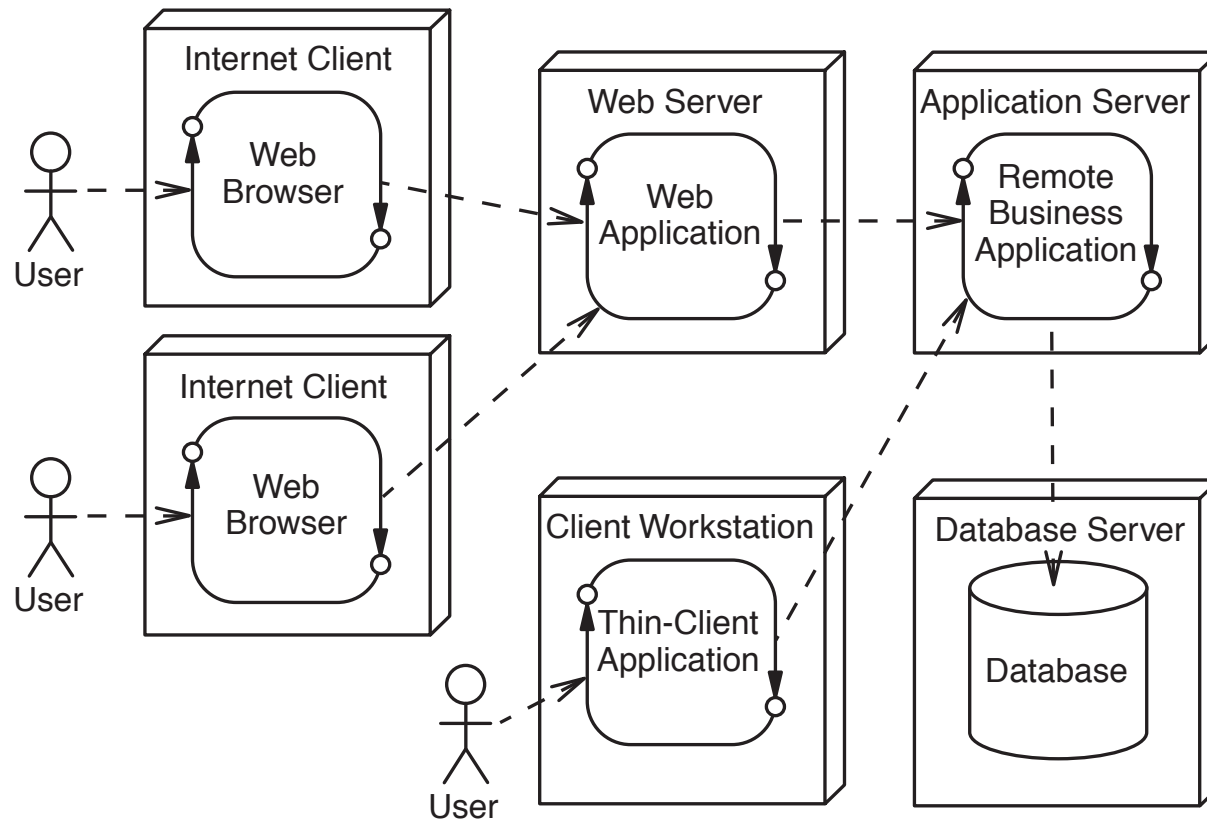 Internet Client
Web
Browser
User
Web Server
Web
Application
Application Server
Remote
Business
Application
Internet Client
Web
Browser
User
Client Workstation
Thin-Client
Application
User
Database Server
Database